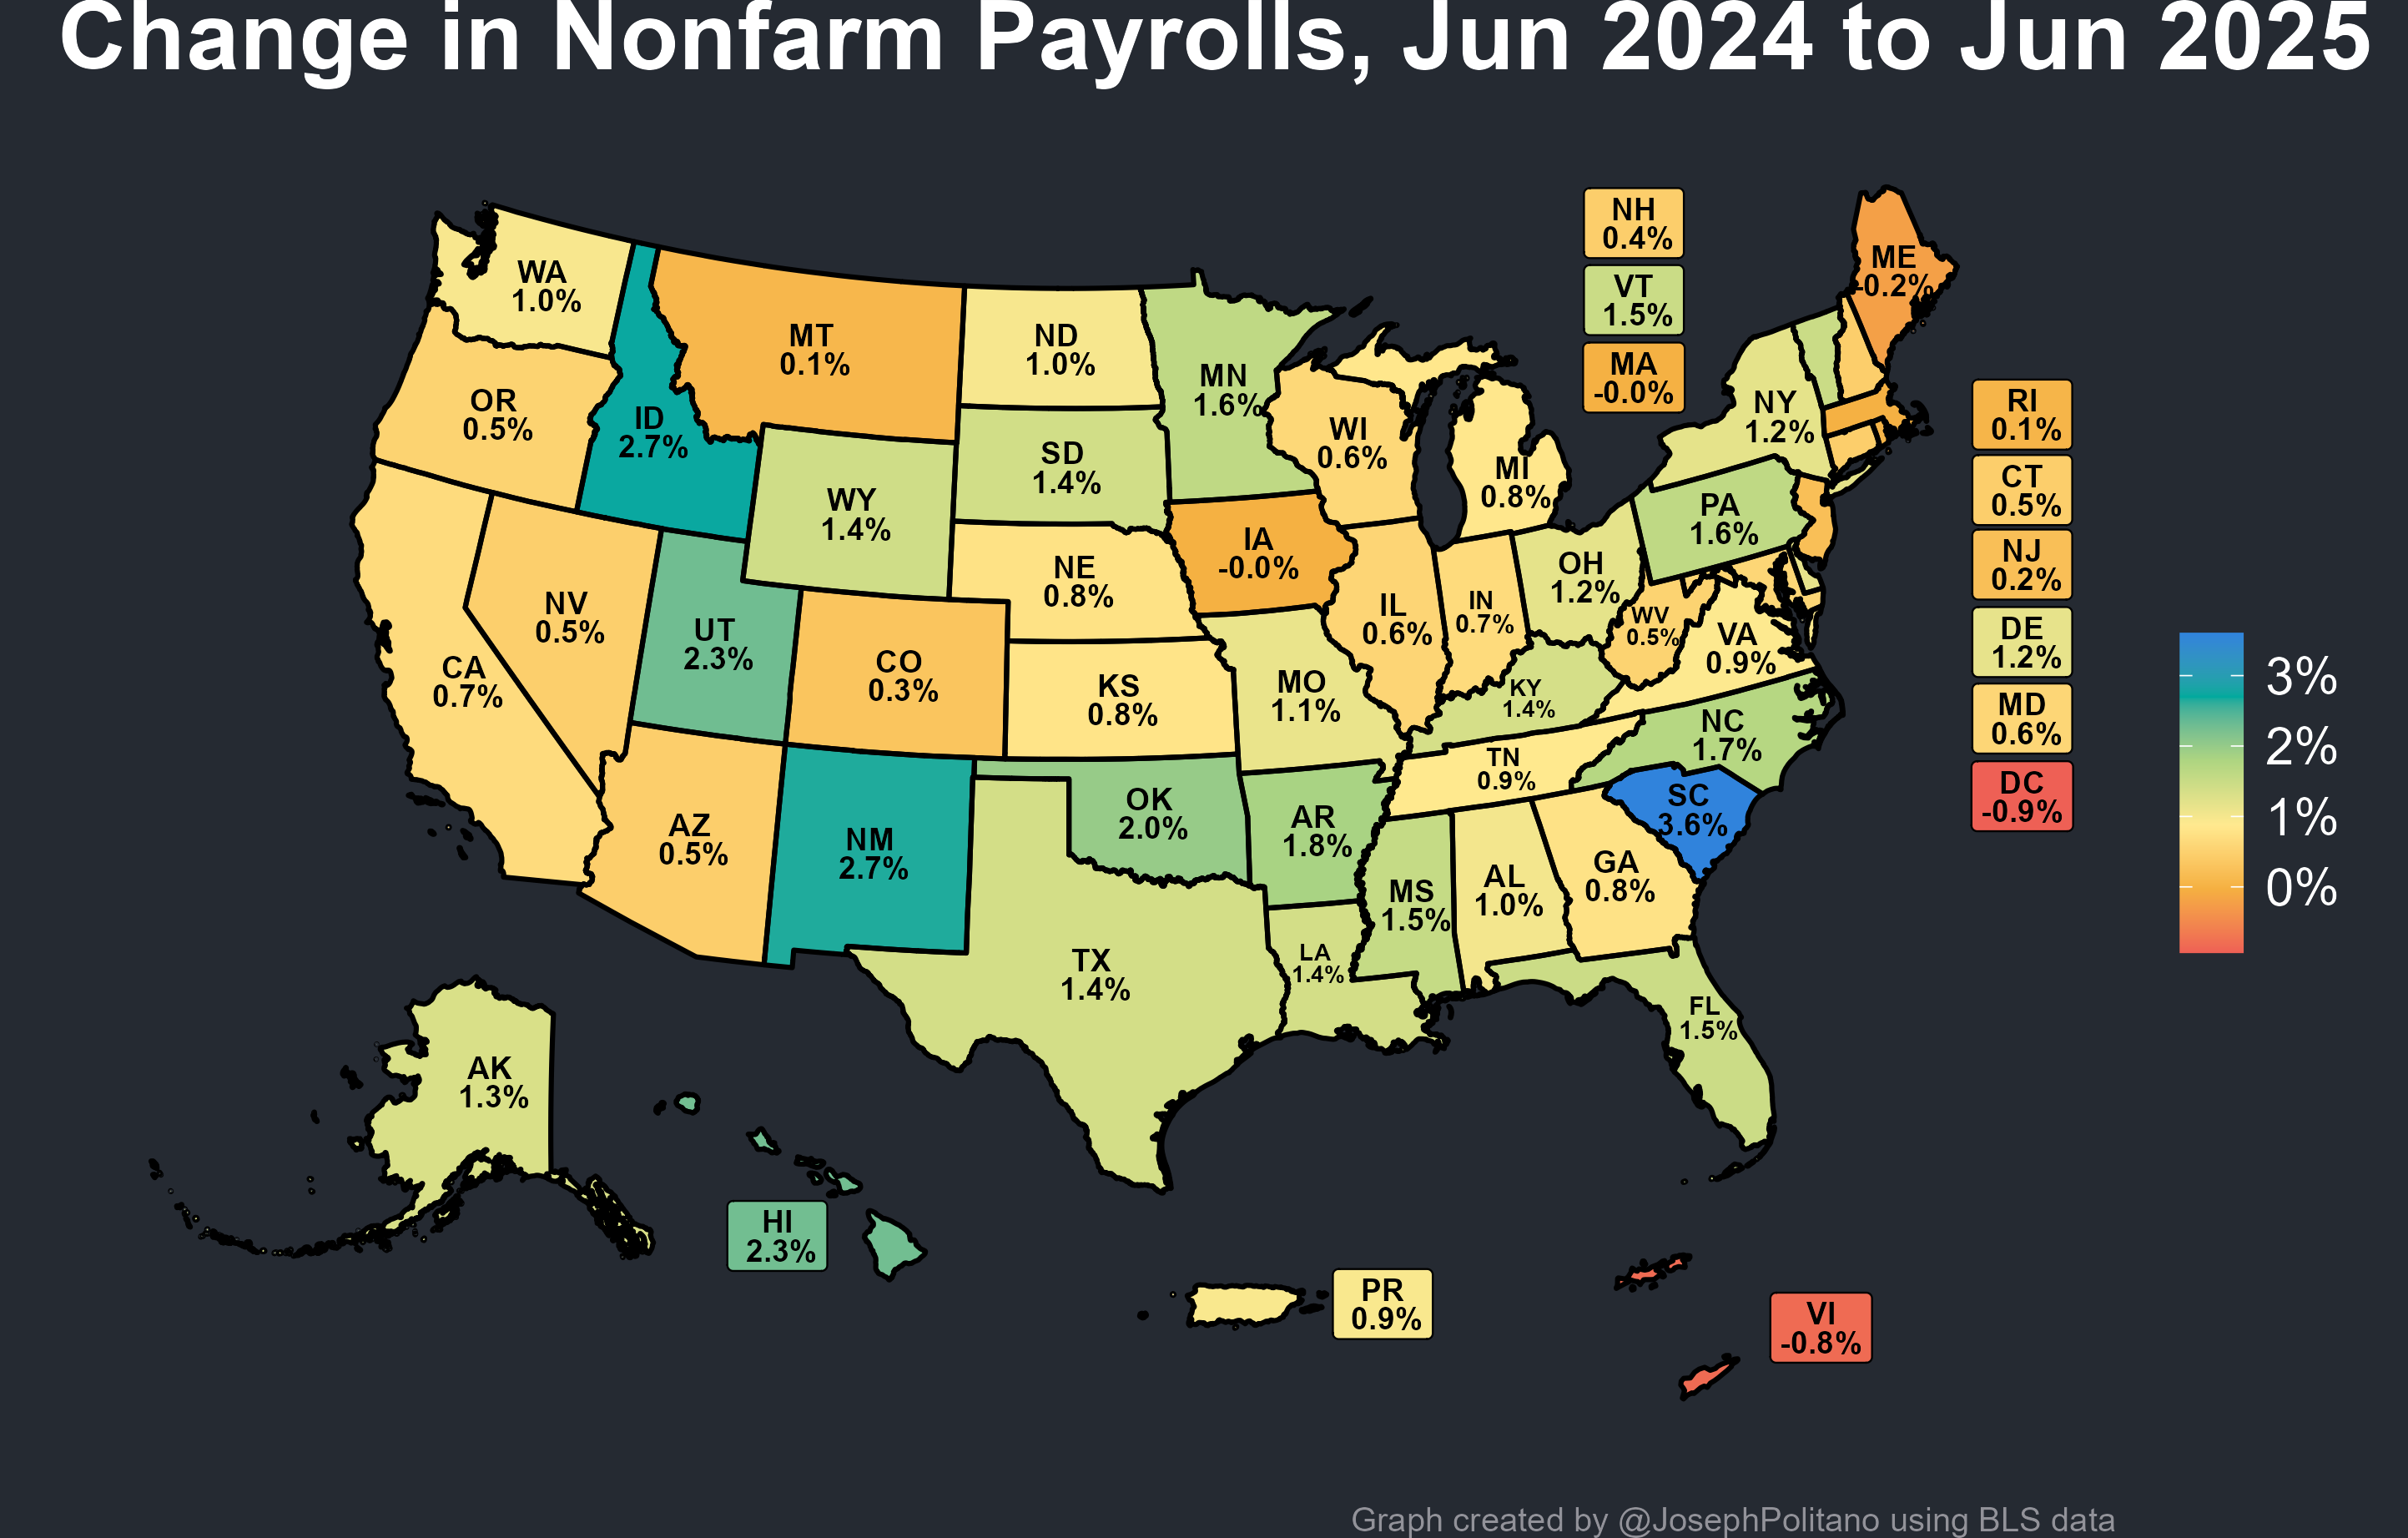 Change in Nonfarm Payrolls, Jun 2024 to Jun 2025
NH
0.4%
VT
1.5%
MA
-0.0%
ME
-0.2%
WA
1.0%
MT
0.1%
ND
1.0%
MN
1.6%
OR
0.5%
ID
2.7%
WY
1.4%
SD
1.4%
WI
0.6%
MI
0.8%
NY
1.2%
RI
0.1%
CT
0.5%
NJ
0.2%
DE
1.2%
MD
0.6%
DC
-0.9%
PA
1.6%
IA
-0.0%
NE
0.8%
OH
1.2%
IL
0.6%
IN
0.7%
WV
0.5%
VA
0.9%
NV
0.5%
UT
2.3%
CA
0.7%
CO
0.3%
KS
0.8%
MO
1.1%
KY
1.4%
NC
1.7%
TN
0.9%
SC
3.6%
AZ
0.5%
NM
2.7%
OK
2.0%
AR
1.8%
MS
1.5%
AL
1.0%
GA
0.8%
TX
1.4%
LA
1.4%
FL
1.5%
AK
1.3%
HI
2.3%
PR
0.9%
VI
-0.8%
3%
2%
1%
0%
Graph created by @JosephPolitano using BLS data